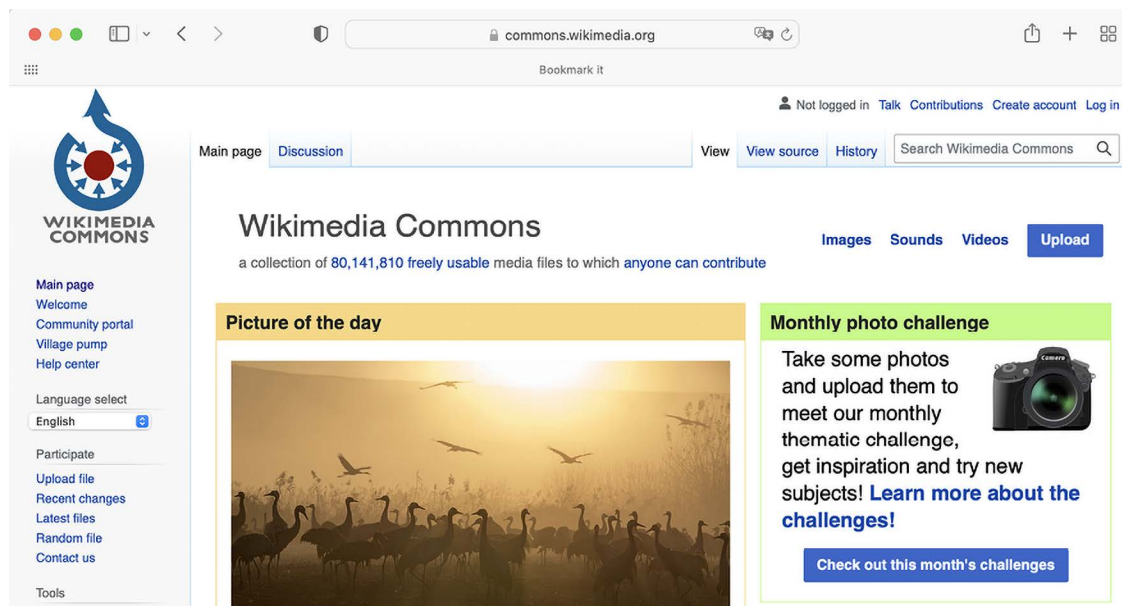 commons.wikimedia.org
Bookmark it
Not logged in Talk Contributions Create account Log in
WIKIMEDIA
COMMONS
Main page Discussion View View source History Search Wikimedia Commons
Wikimedia Commons
a collection of 80,141,810 freely usable media files to which anyone can contribute
Images Sounds Videos Upload
Main page
Welcome
Community portal
Village pump
Help center
Language select
English
Participate
Upload file
Recent changes
Latest files
Random file
Contact us
Tools
Picture of the day
Monthly photo challenge
Take some photos
and upload them to
meet our monthly
thematic challenge,
get inspiration and try new
subjects! Learn more about the
challenges!
Camera
Check out this month's challenges